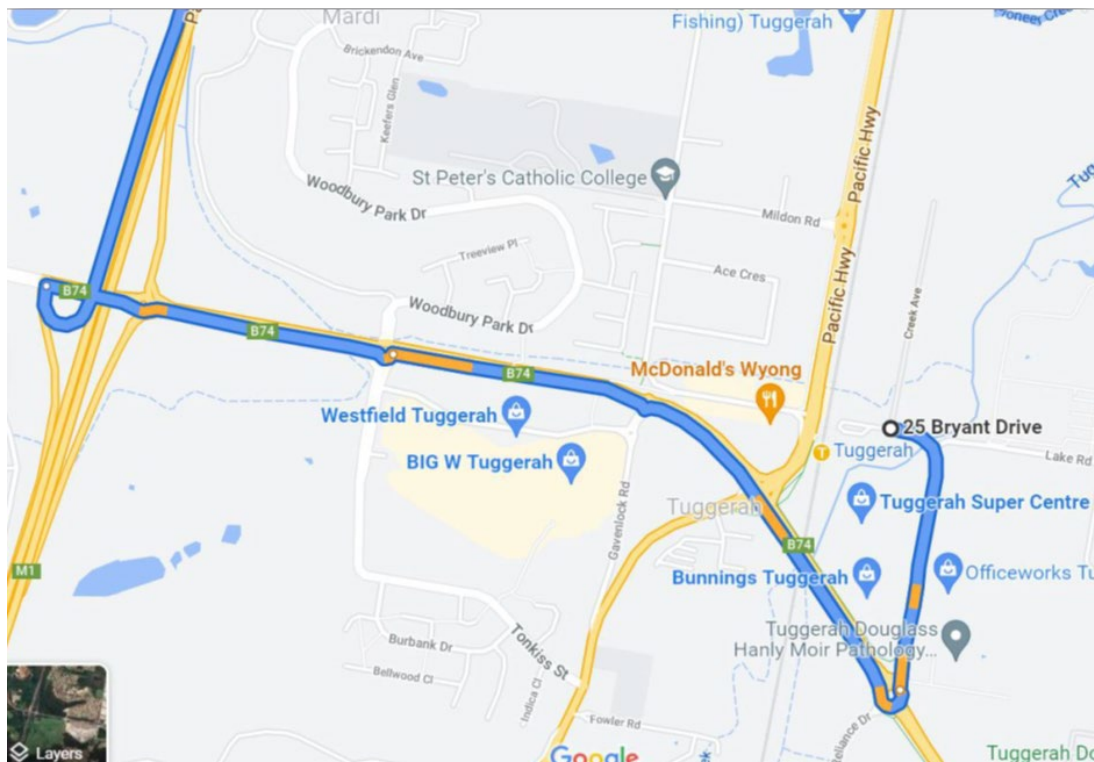 Mardi
Fishing) Tuggerah
Brickendon Ave
Keefers Glen
Pacific Hwy
St Peter's Catholic College
Woodbury Park Dr
Mildon Rd
Treeview Pl
Ace Cres
B74
Woodbury Park Dr
Pacific Hwy
Creek Ave
B74
B74
McDonald's Wyong
Westfield Tuggerah
25 Bryant Drive
BIG W Tuggerah
Tuggerah
Lake Rd
Gavenlock Rd
Tuggerah
Tuggerah Super Centre
B74
M1
Bunnings Tuggerah
Officeworks Tu
Tuggerah Douglass
Hanly Moir Pathology...
Burbank Dr
Tonkiss St
Bellwood Cl
Indica Cl
Fowler Rd
Reliance Dr
Layers
Google
Tuggerah Do